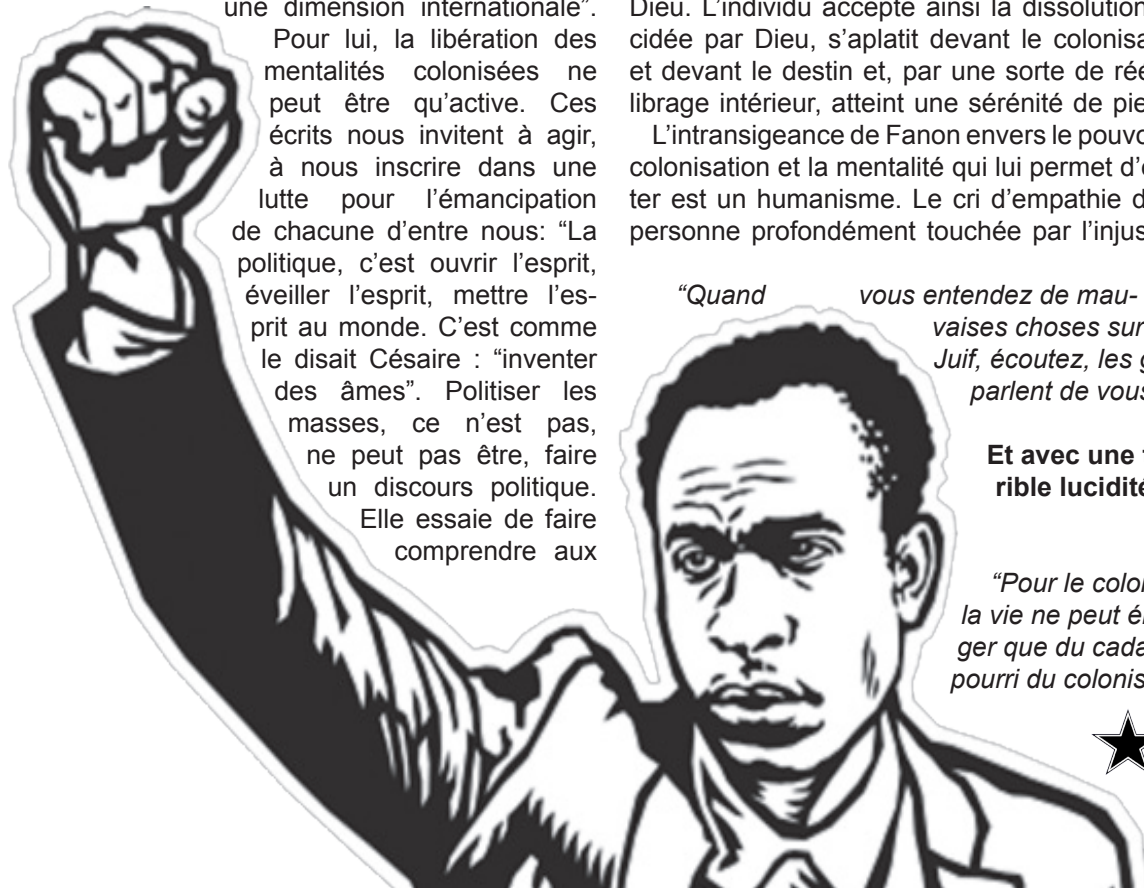 une dimension internationale”.
Pour lui, la libération des
mentalités colonisées ne
peut être qu’active. Ces
écrits nous invitent à agir,
à nous inscrire dans une
lutte pour l’émancipation
de chacune d’entre nous: “La
politique, c’est ouvrir l’esprit,
éveiller l’esprit, mettre l’es-
prit au monde. C’est comme
le disait Césaire : “inventer
des âmes”. Politiser les
masses, ce n’est pas,
ne peut pas être, faire
un discours politique.
Elle essaie de faire
comprendre aux
Dieu. L’individu accepte ainsi la dissolution
cidée par Dieu, s’aplatit devant le colonisa
et devant le destin et, par une sorte de rée
librage intérieur, atteint une sérénité de pie
L’intransigeance de Fanon envers le pouvo
colonisation et la mentalité qui lui permet d’
ter est un humanisme. Le cri d’empathie d
personne profondément touchée par l’injus
“Quand vous entendez de mau-
vaises choses sur
Juif, écoutez, les
parlent de vous
Et avec une
rible lucidité
“Pour le colo
la vie ne peut é
ger que du cada
pourri du colonis